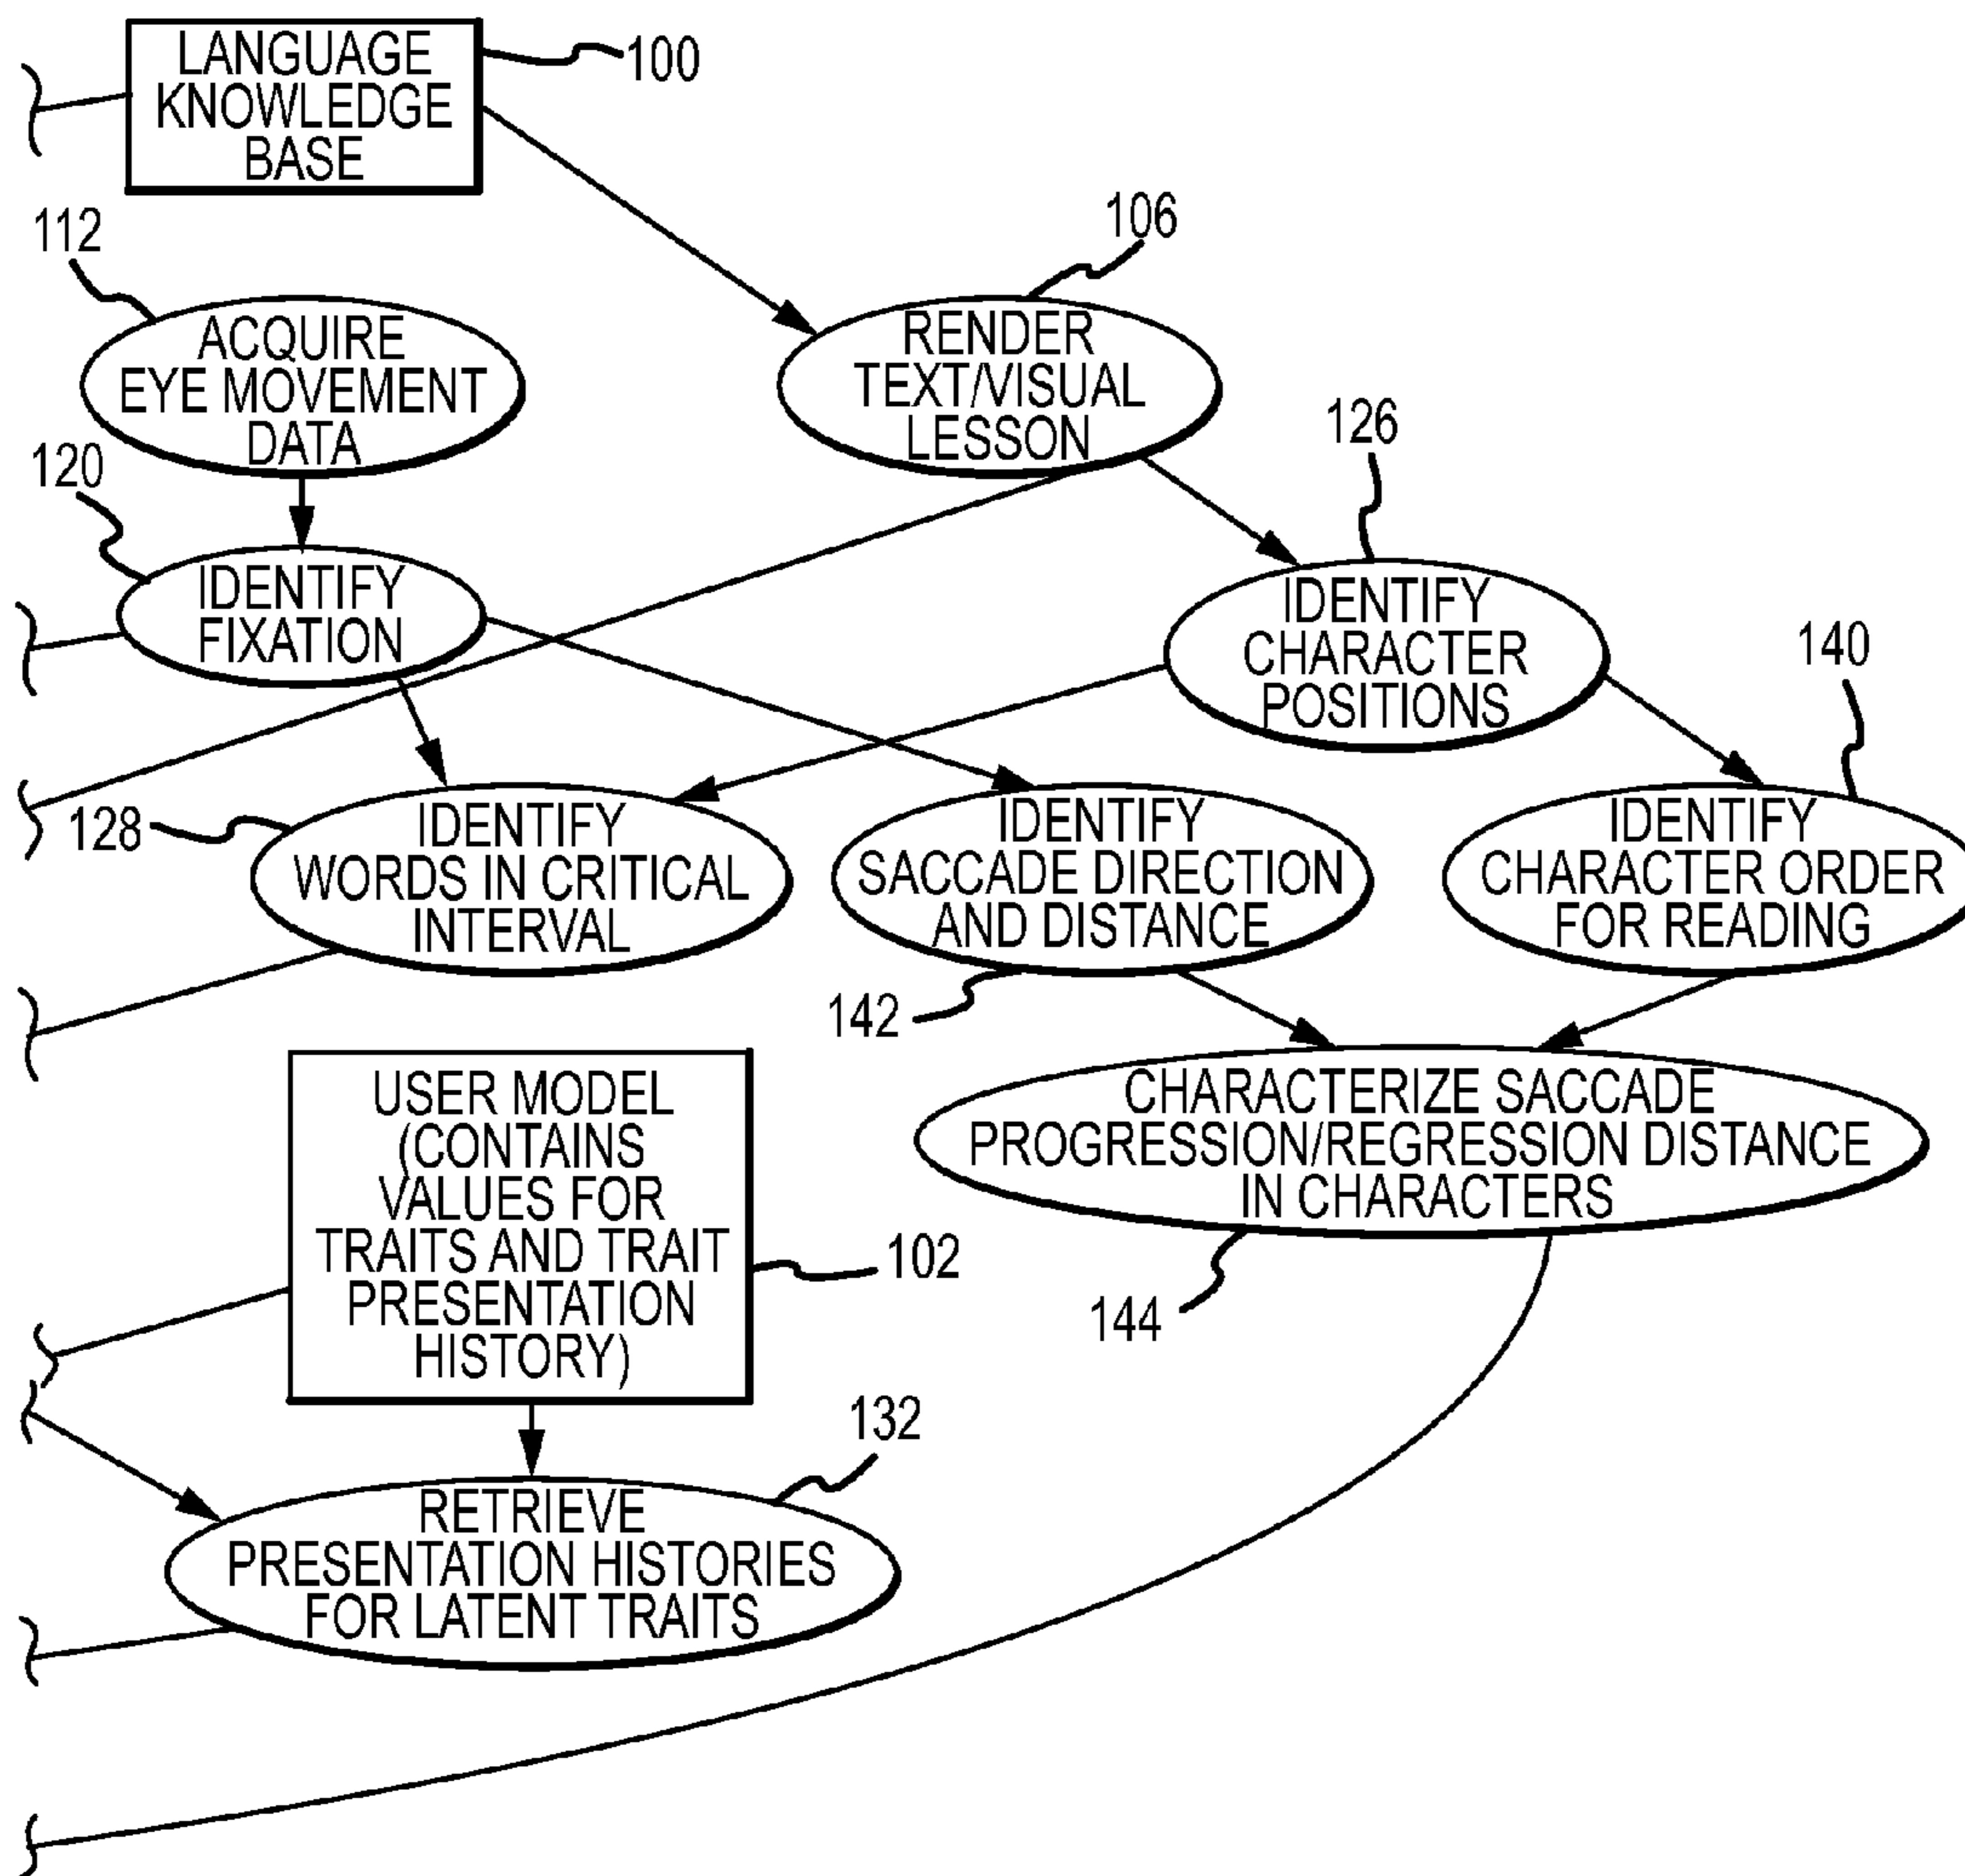 LANGUAGE
KNOWLEDGE
BASE
100
112
106
ACQUIRE
EYE MOVEMENT
DATA
RENDER
TEXT/VISUAL
LESSON
120
126
IDENTIFY
FIXATION
IDENTIFY
CHARACTER
POSITIONS
140
128
IDENTIFY
WORDS IN CRITICAL
INTERVAL
IDENTIFY
SACCADE DIRECTION
AND DISTANCE
IDENTIFY
CHARACTER ORDER
FOR READING
142
USER MODEL
(CONTAINS
VALUES FOR
TRAITS AND TRAIT
PRESENTATION
HISTORY)
102
CHARACTERIZE SACCADE
PROGRESSION/REGRESSION DISTANCE
IN CHARACTERS
144
132
RETRIEVE
PRESENTATION HISTORIES
FOR LATENT TRAITS